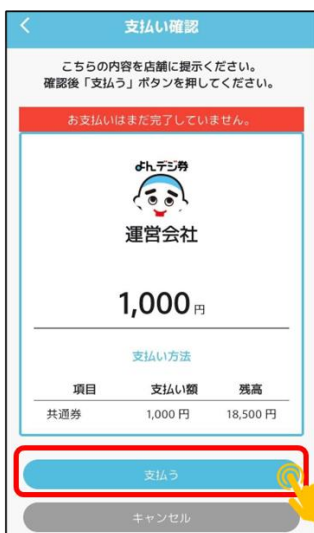 支払い確認
こちらの内容を店舗に提示ください。
確認後「支払う」ボタンを押してください。
お支払いはまだ完了していません。
よんデジ券
運営会社
1,000 円
支払い方法
項目 支払い額 残高
共通券 1,000 円 18,500 円
支払う
キャンセル